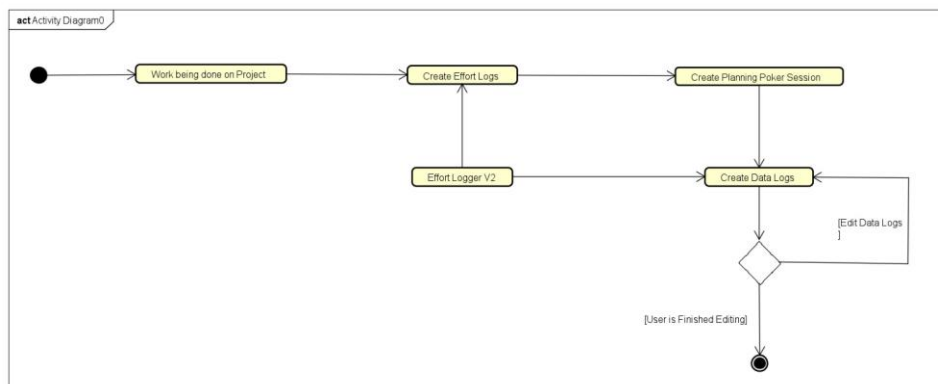 act Activity Diagram0
Work being done on Project
Create Effort Logs
Create Planning Poker Session
Effort Logger V2
Create Data Logs
[Edit Data Logs
]
[User is Finished Editing]